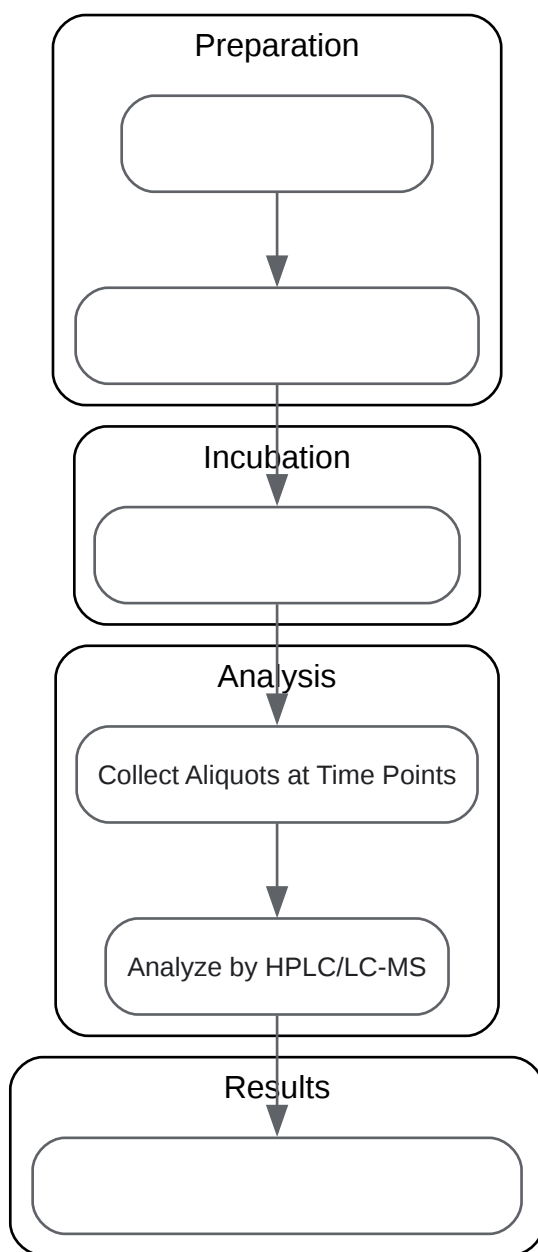 Preparation
Incubation
Analysis
Collect Aliquots at Time Points
Analyze by HPLC/LC-MS
Results